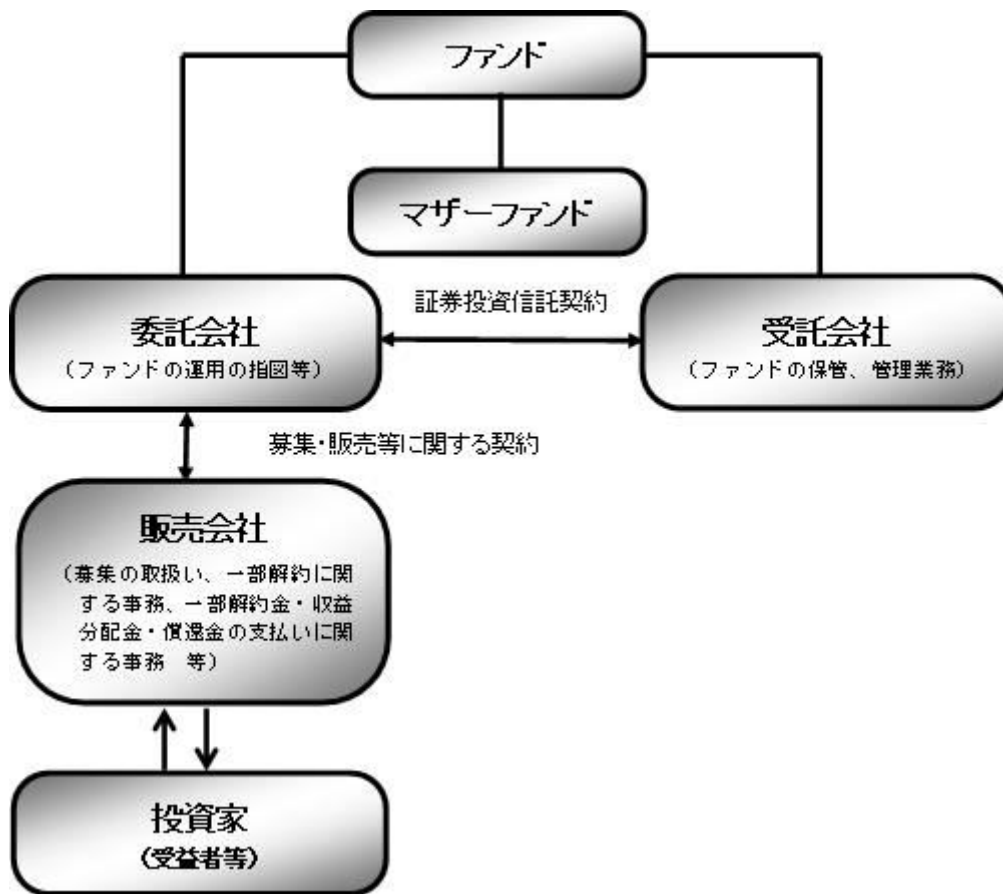 ファンド
マザーファンド
委託会社
（ファンドの運用の指図等）
証券投資信託契約
受託会社
（ファンドの保管、管理業務）
募集・販売等に関する契約
販売会社
（募集の取扱い、一部解約に関
する事務、一部解約金・収益
分配金・償還金の支払いに関
する事務　等）
投資家
（受益者等）